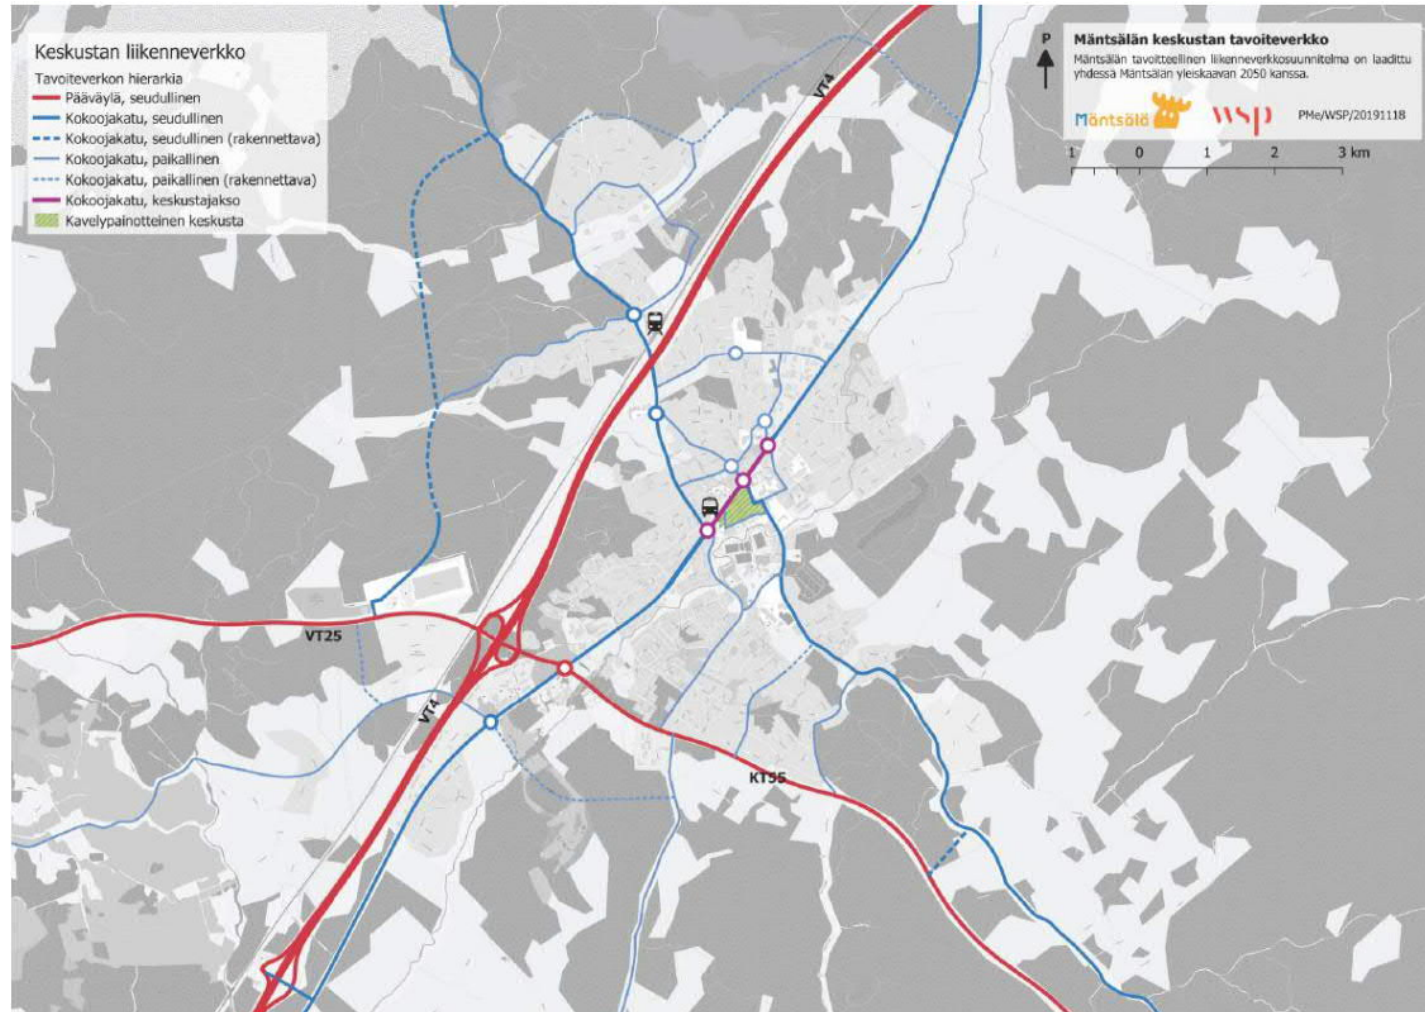 Keskustan liikenneverkko
Tavoiteverkon hierarkia
Pääväylä, seudullinen
Kokoojakatu, seudullinen
Kokoojakatu, seudullinen (rakennettava)
Kokoojakatu, paikallinen
Kokoojakatu, paikallinen (rakennettava)
Kokoojakatu, keskustajakso
Kavelypainotteinen keskusta
P
Mäntsälän keskustan tavoiteverkko
Mäntsälän tavoitteellinen liikenneverkkosuunnitelma on laadittu
yhdessä Mäntsälän yleiskaavan 2050 kanssa.
Mäntsälä
wsp
PMe/WSP/20191118
1 0 1 2 3 km
VT4
VT25
VT4
KT55